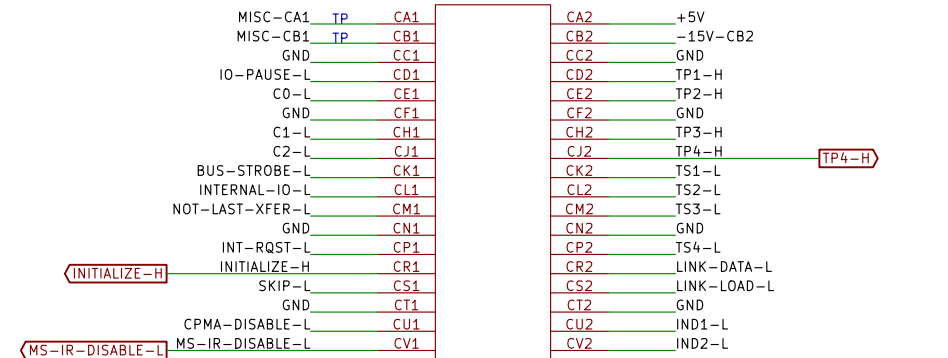 MISC-CA1 TP CA1 CA2 +5V
MISC-CB1 TP CB1 CB2 -15V-CB2
GND CC1 CC2 GND
IO-PAUSE-L CD1 CD2 TP1-H
C0-L CE1 CE2 TP2-H
GND CF1 CF2 GND
C1-L CH1 CH2 TP3-H
C2-L CJ1 CJ2 TP4-H TP4-H
BUS-STROBE-L CK1 CK2 TS1-L
INTERNAL-IO-L CL1 CL2 TS2-L
NOT-LAST-XFER-L CM1 CM2 TS3-L
GND CN1 CN2 GND
INT-RQST-L CP1 CP2 TS4-L
INITIALIZE-H INITIALIZE-H CR1 CR2 LINK-DATA-L
SKIP-L CS1 CS2 LINK-LOAD-L
GND CT1 CT2 GND
CPMA-DISABLE-L CU1 CU2 IND1-L
MS-IR-DISABLE-L MS-IR-DISABLE-L CV1 CV2 IND2-L